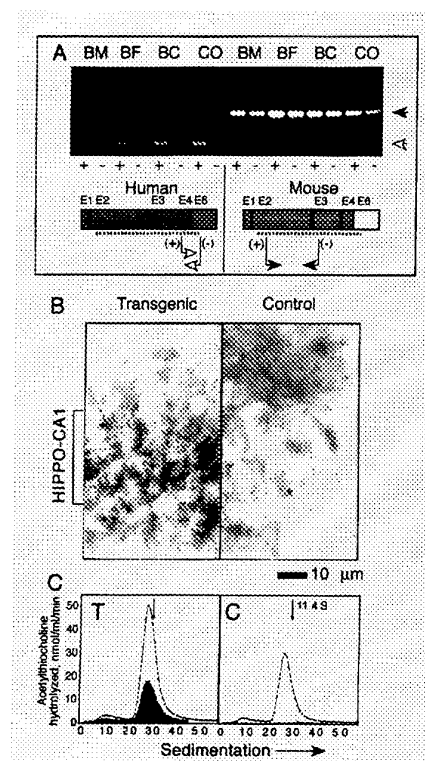 A
BM BF BC CO BM BF BC CO
+ - + - + - + - + - + - + - + -
Human Mouse
E1 E2 E3 E4 E6 E1 E2 E3 E4 E6
(+) (-) (+) (-)
B
Transgenic Control
HIPPO-CA1
10 μm
C
T C
11.4 S
Acetylthiocholine
hydrolyzed, nmol/ml/min
50
40
30
20
10
0
0 10 20 30 40 50 0 10 20 30 40 50
Sedimentation